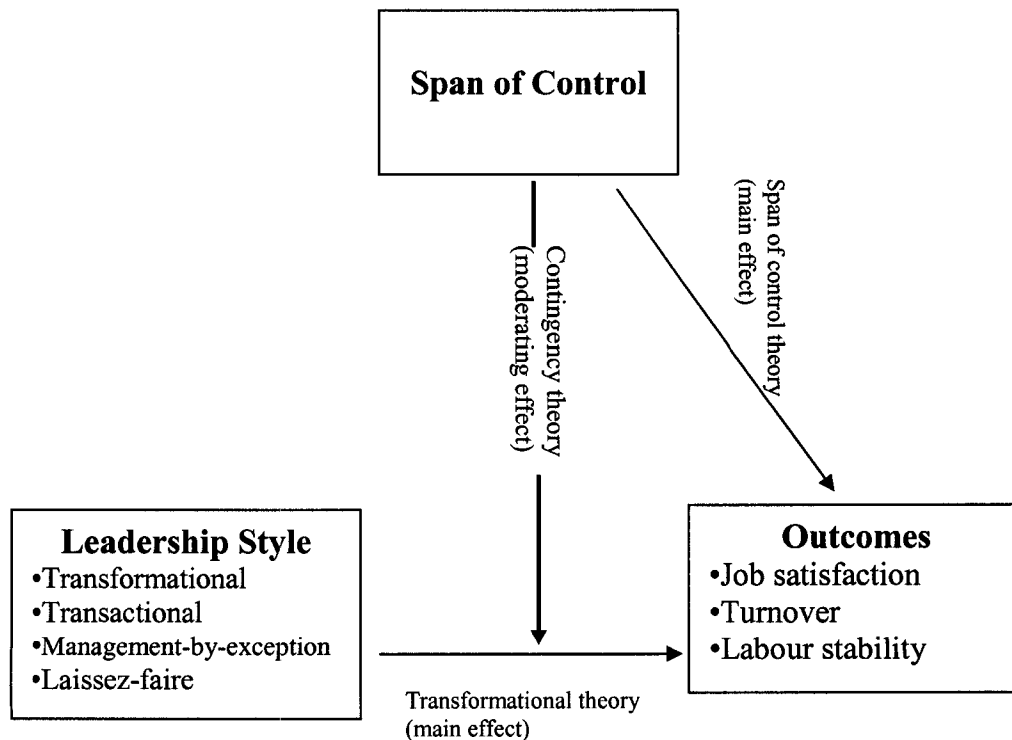 Span of Control
Span of control theory
(main effect)
Contingency theory
(moderating effect)
Leadership Style
•Transformational
•Transactional
•Management-by-exception
•Laissez-faire
Outcomes
•Job satisfaction
•Turnover
•Labour stability
Transformational theory
(main effect)